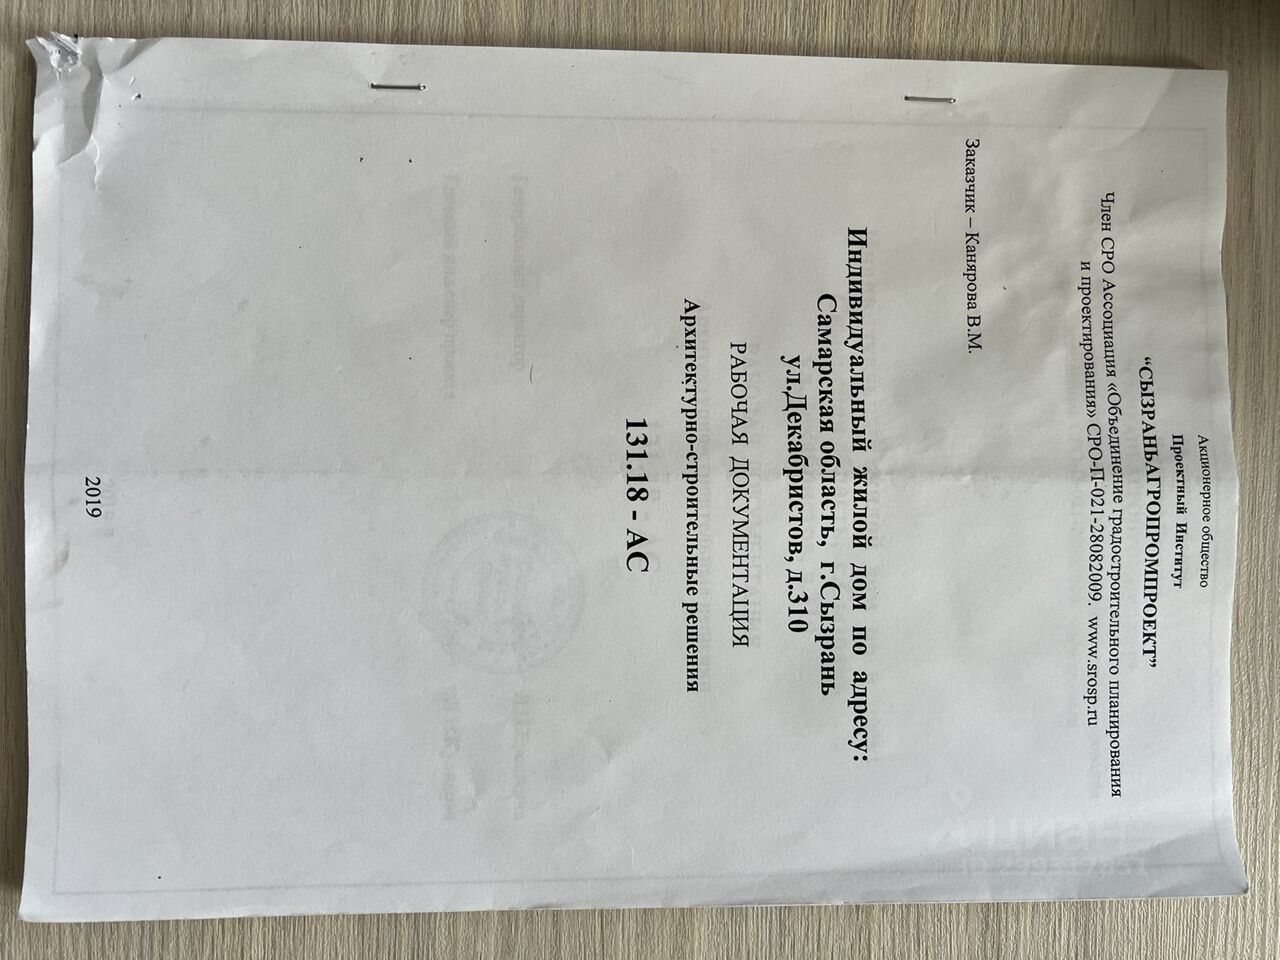 Акционерное общество
Проектный Институт
“СЫЗРАНЬАГРОПРОМПРОЕКТ”
Член СРО Ассоциация «Объединение градостроительного планирования
и проектирования» СРО-П-021-28082009. www.srosp.ru
Заказчик – Канярова В.М.
Индивидуальный жилой дом по адресу:
Самарская область, г.Сызрань
ул.Декабристов, д.310
РАБОЧАЯ ДОКУМЕНТАЦИЯ
Архитектурно-строительные решения
131.18 - АС
2019
циан